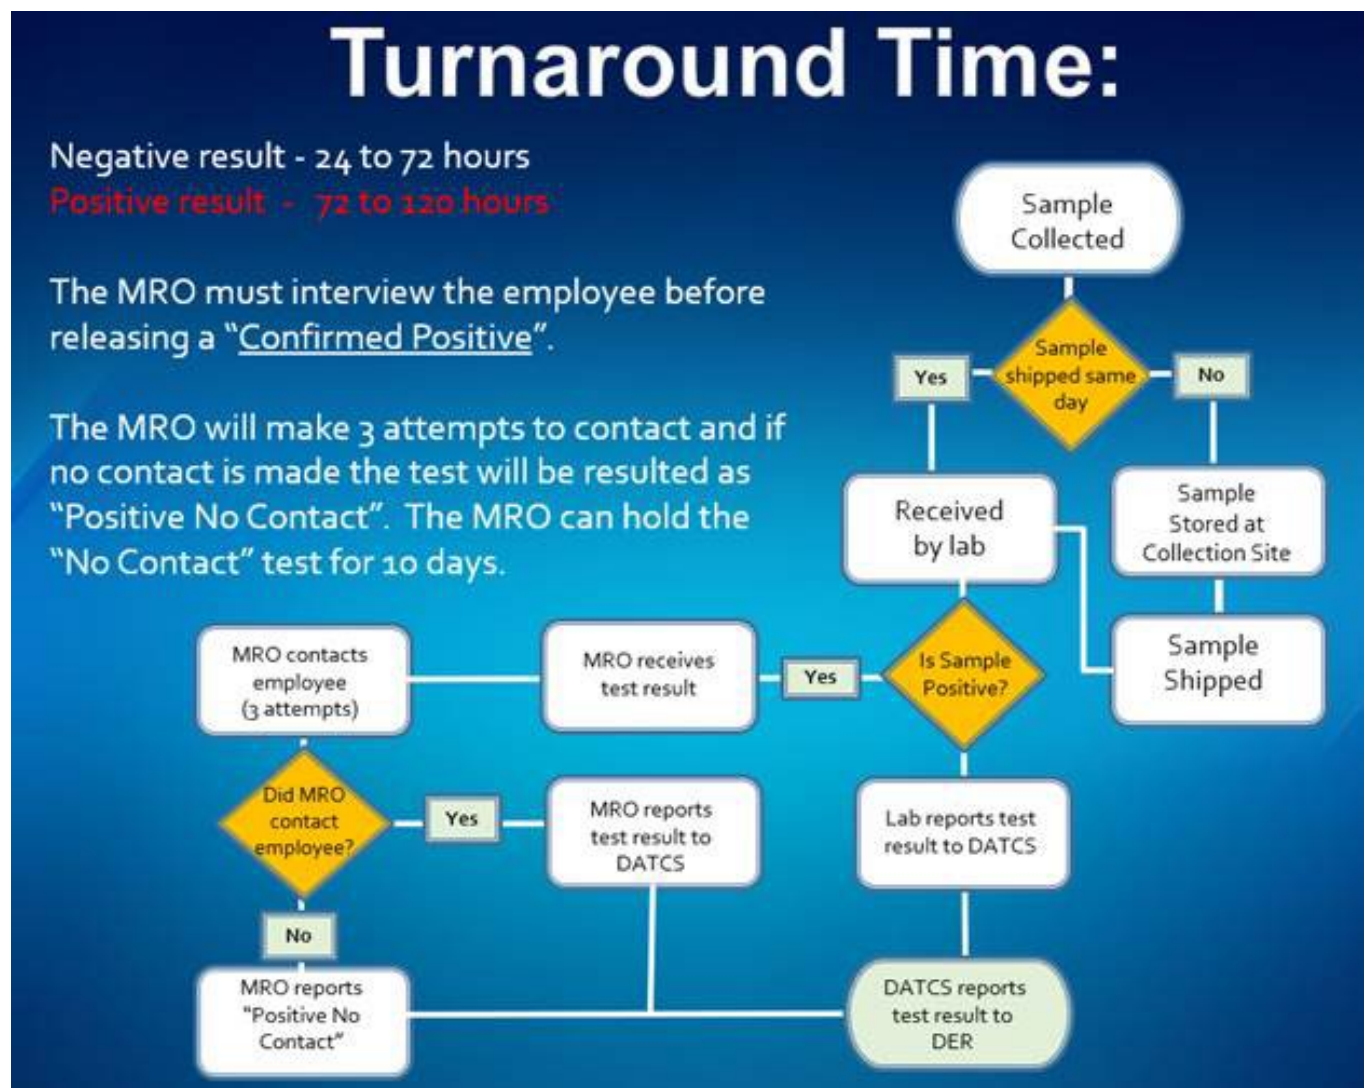 Turnaround Time:
Negative result - 24 to 72 hours
Positive result - 72 to 120 hours
The MRO must interview the employee before
releasing a “Confirmed Positive”.
The MRO will make 3 attempts to contact and if
no contact is made the test will be resulted as
“Positive No Contact”. The MRO can hold the
“No Contact” test for 10 days.
Sample
Collected
Sample
shipped same
day
Yes
No
Received
by lab
Sample
Stored at
Collection Site
Sample
Shipped
Is Sample
Positive?
Yes
MRO receives
test result
MRO contacts
employee
(3 attempts)
Did MRO
contact
employee?
Yes
MRO reports
test result to
DATCS
Lab reports test
result to DATCS
No
MRO reports
“Positive No
Contact”
DATCS reports
test result to
DER